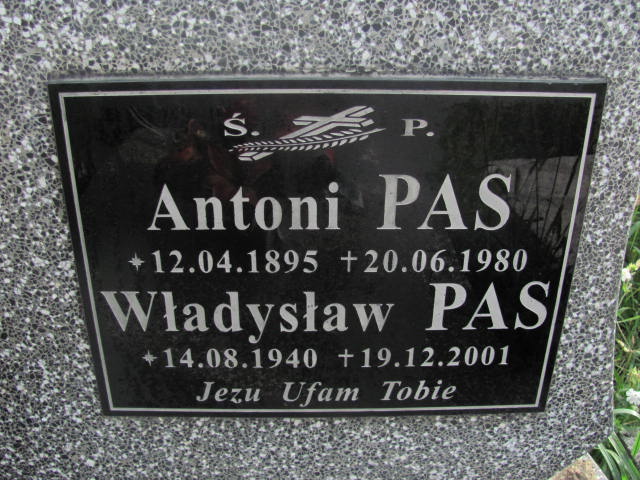 Ś. P.
Antoni PAS
*12.04.1895 †20.06.1980
Władysław PAS
*14.08.1940 †19.12.2001
Jezu Ufam Tobie